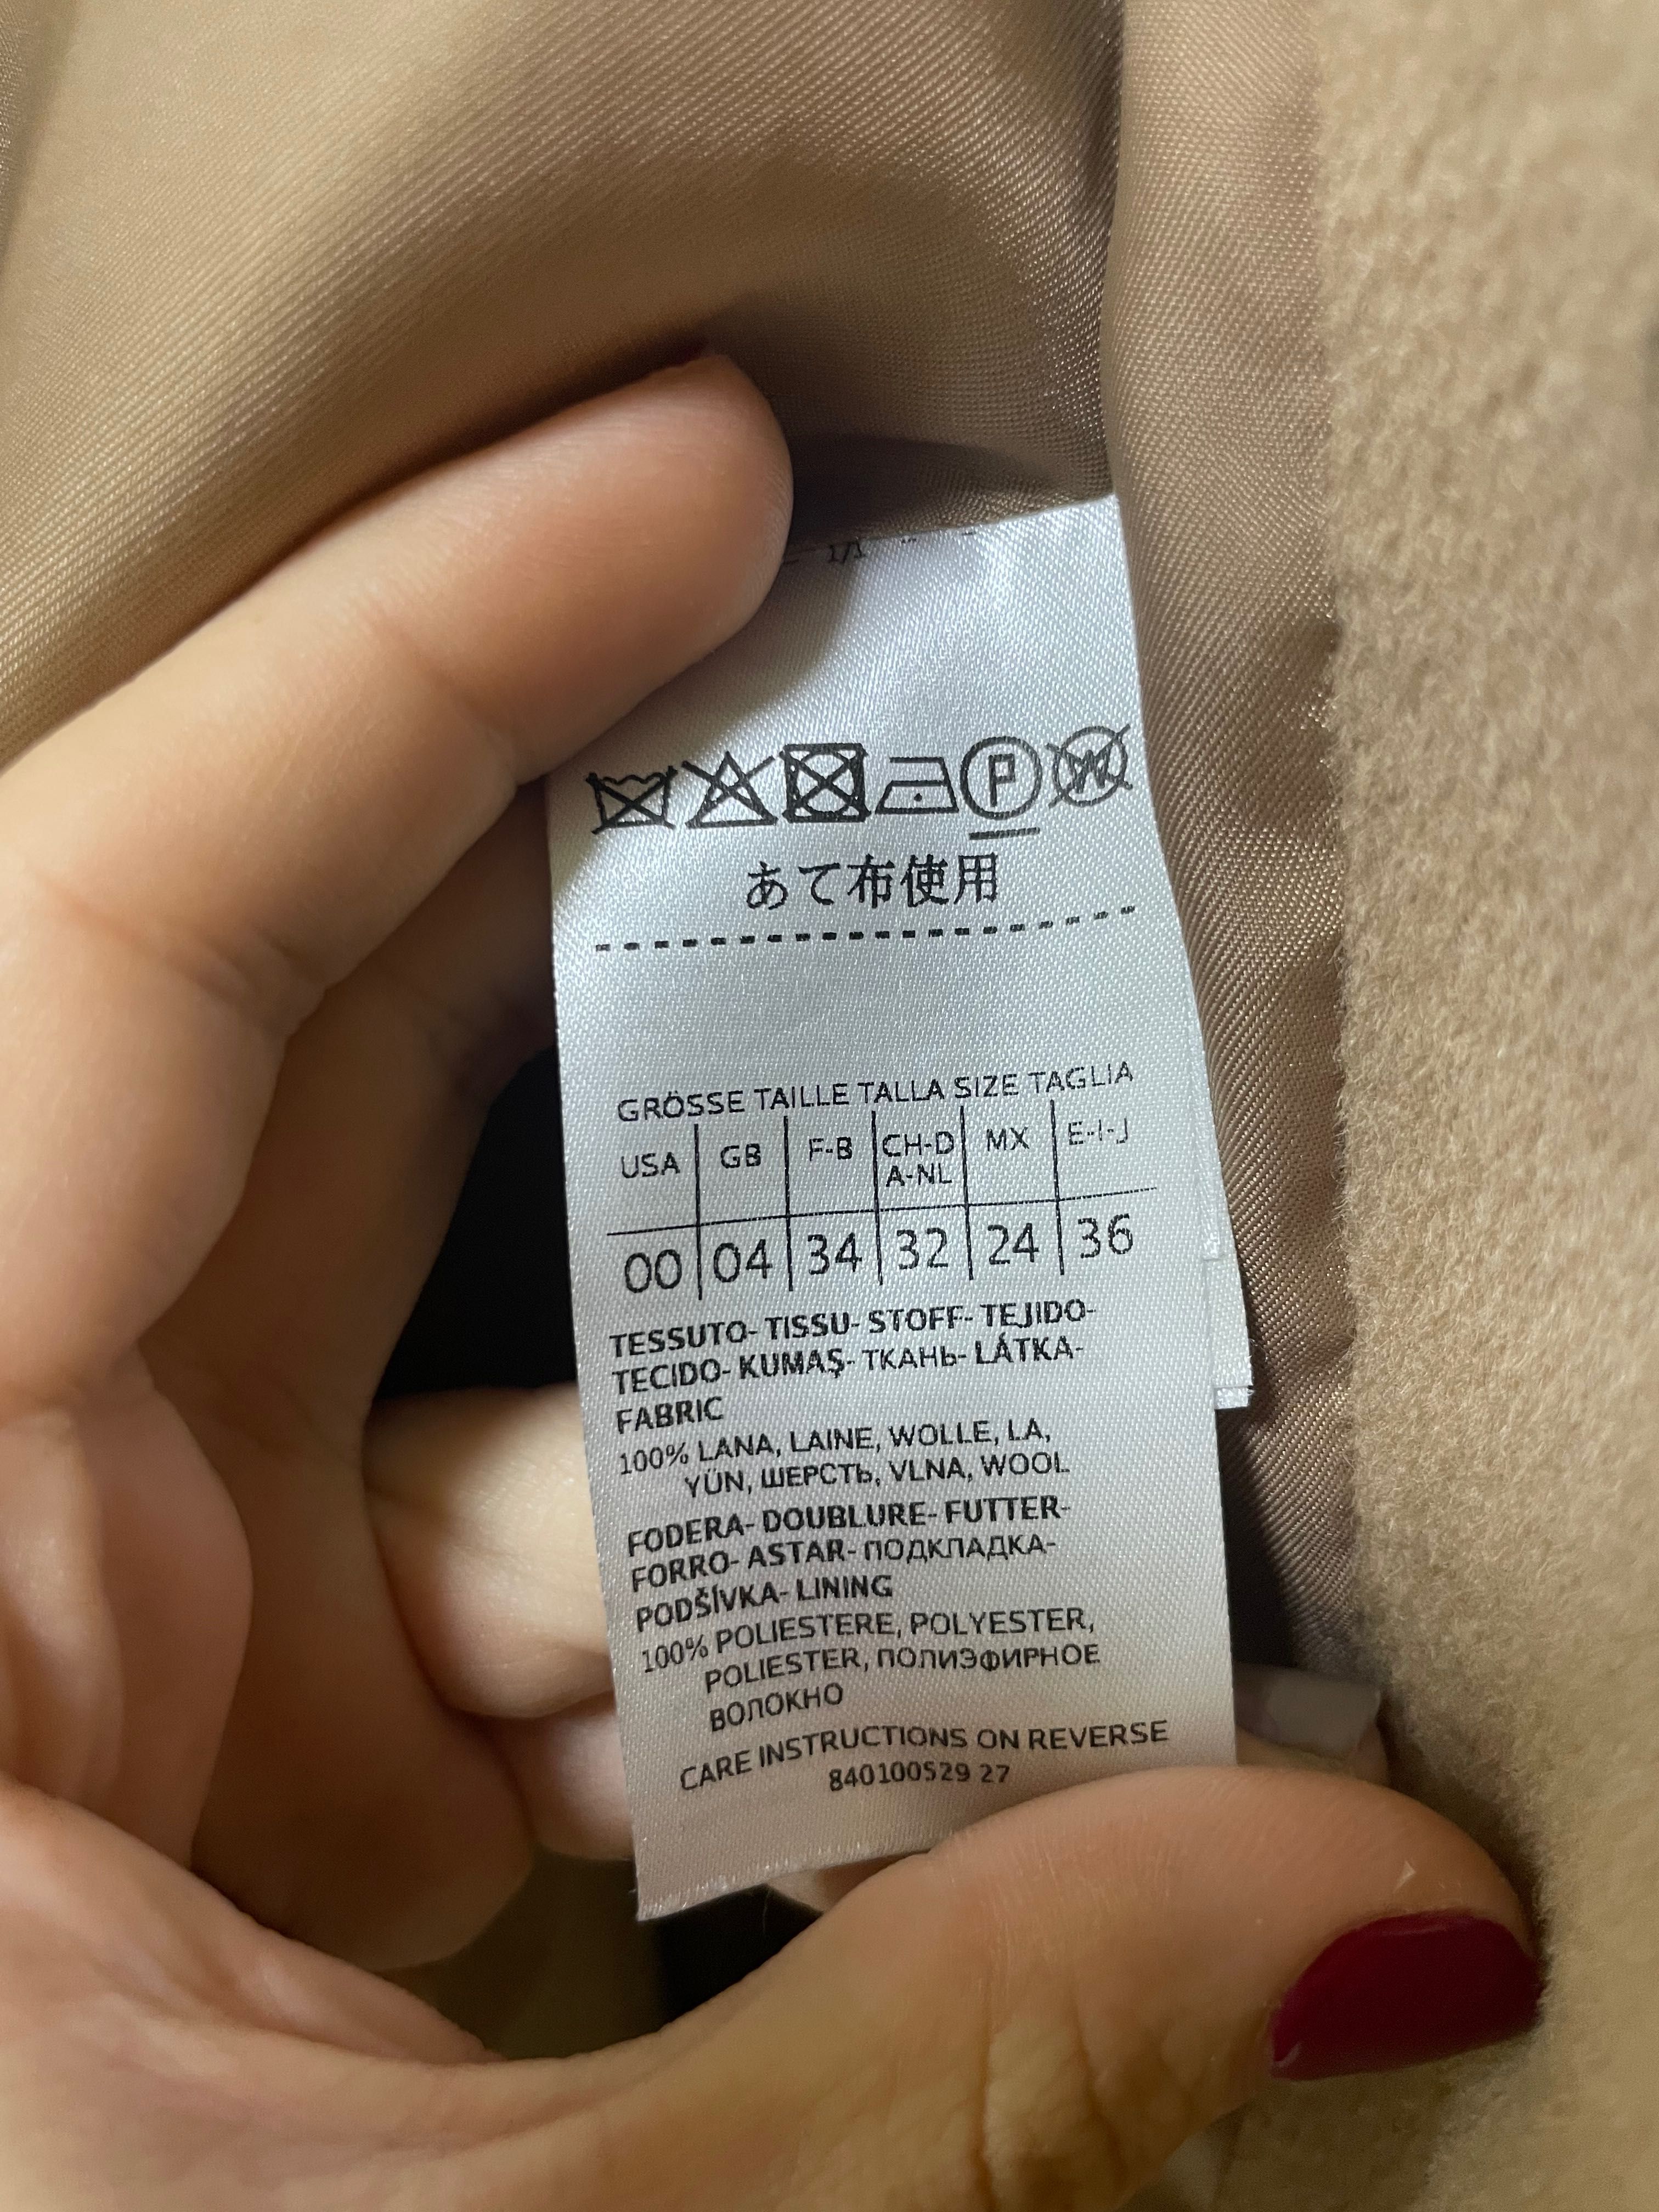 1/1
P W
あて布使用
GRÖSSE TAILLE TALLA SIZE TAGLIA
USA GB F-B CH-D A-NL MX E-I-J
00 04 34 32 24 36
TESSUTO- TISSU- STOFF- TEJIDO-
TECIDO- KUMAŞ- ТКАНЬ- LÁTKA-
FABRIC
100% LANA, LAINE, WOLLE, LA,
YÜN, ШЕРСТЬ, VLNA, WOOL
FODERA- DOUBLURE- FUTTER-
FORRO- ASTAR- ПОДКЛАДКА-
PODŠÍVKA- LINING
100% POLIESTERE, POLYESTER,
POLIESTER, ПОЛИЭФИРНОЕ
ВОЛОКНО
CARE INSTRUCTIONS ON REVERSE
840100529 27